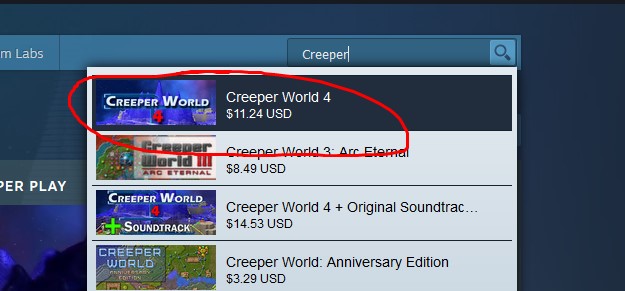 m Labs
Creeper
CREEPER WORLD
4
Creeper World 4
$11.24 USD
Creeper
World III
ARC ETERNAL
Creeper World 3: Arc Eternal
$8.49 USD
CREEPER WORLD
4
+ SOUNDTRACK
Creeper World 4 + Original Soundtrac...
$14.53 USD
PER PLAY
CREEPER
WORLD
ANNIVERSARY
EDITION
Creeper World: Anniversary Edition
$3.29 USD